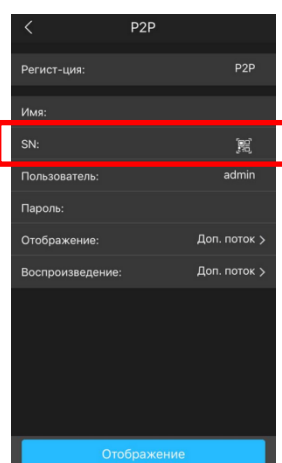 P2P
Регист-ция: P2P
Имя:
SN:
Пользователь: admin
Пароль:
Отображение: Доп. поток
Воспроизведение: Доп. поток
Отображение